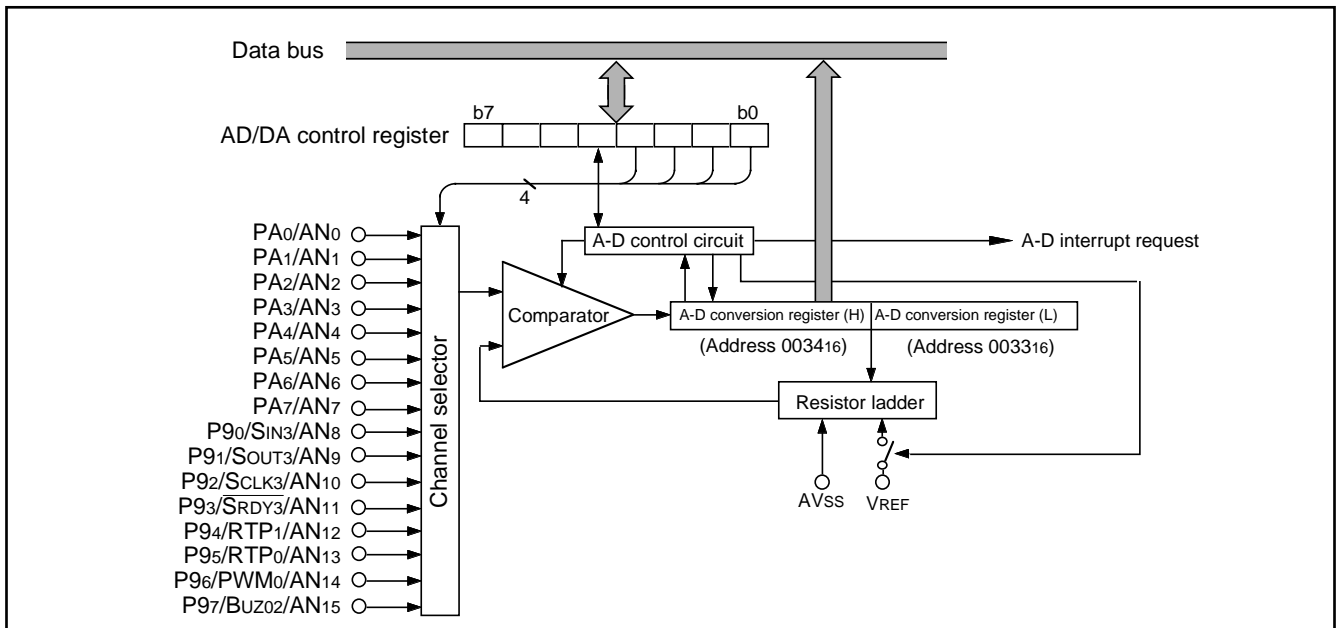 Data bus
b7
b0
AD/DA control register
4
PA0/AN0
PA1/AN1
PA2/AN2
PA3/AN3
PA4/AN4
PA5/AN5
PA6/AN6
PA7/AN7
P90/SIN3/AN8
P91/SOUT3/AN9
P92/SCLK3/AN10
P93/SRDY3/AN11
P94/RTP1/AN12
P95/RTP0/AN13
P96/PWM0/AN14
P97/BUZ02/AN15
Channel selector
A-D control circuit
A-D interrupt request
Comparator
A-D conversion register (H)
A-D conversion register (L)
(Address 003416)
(Address 003316)
Resistor ladder
AVSS
VREF